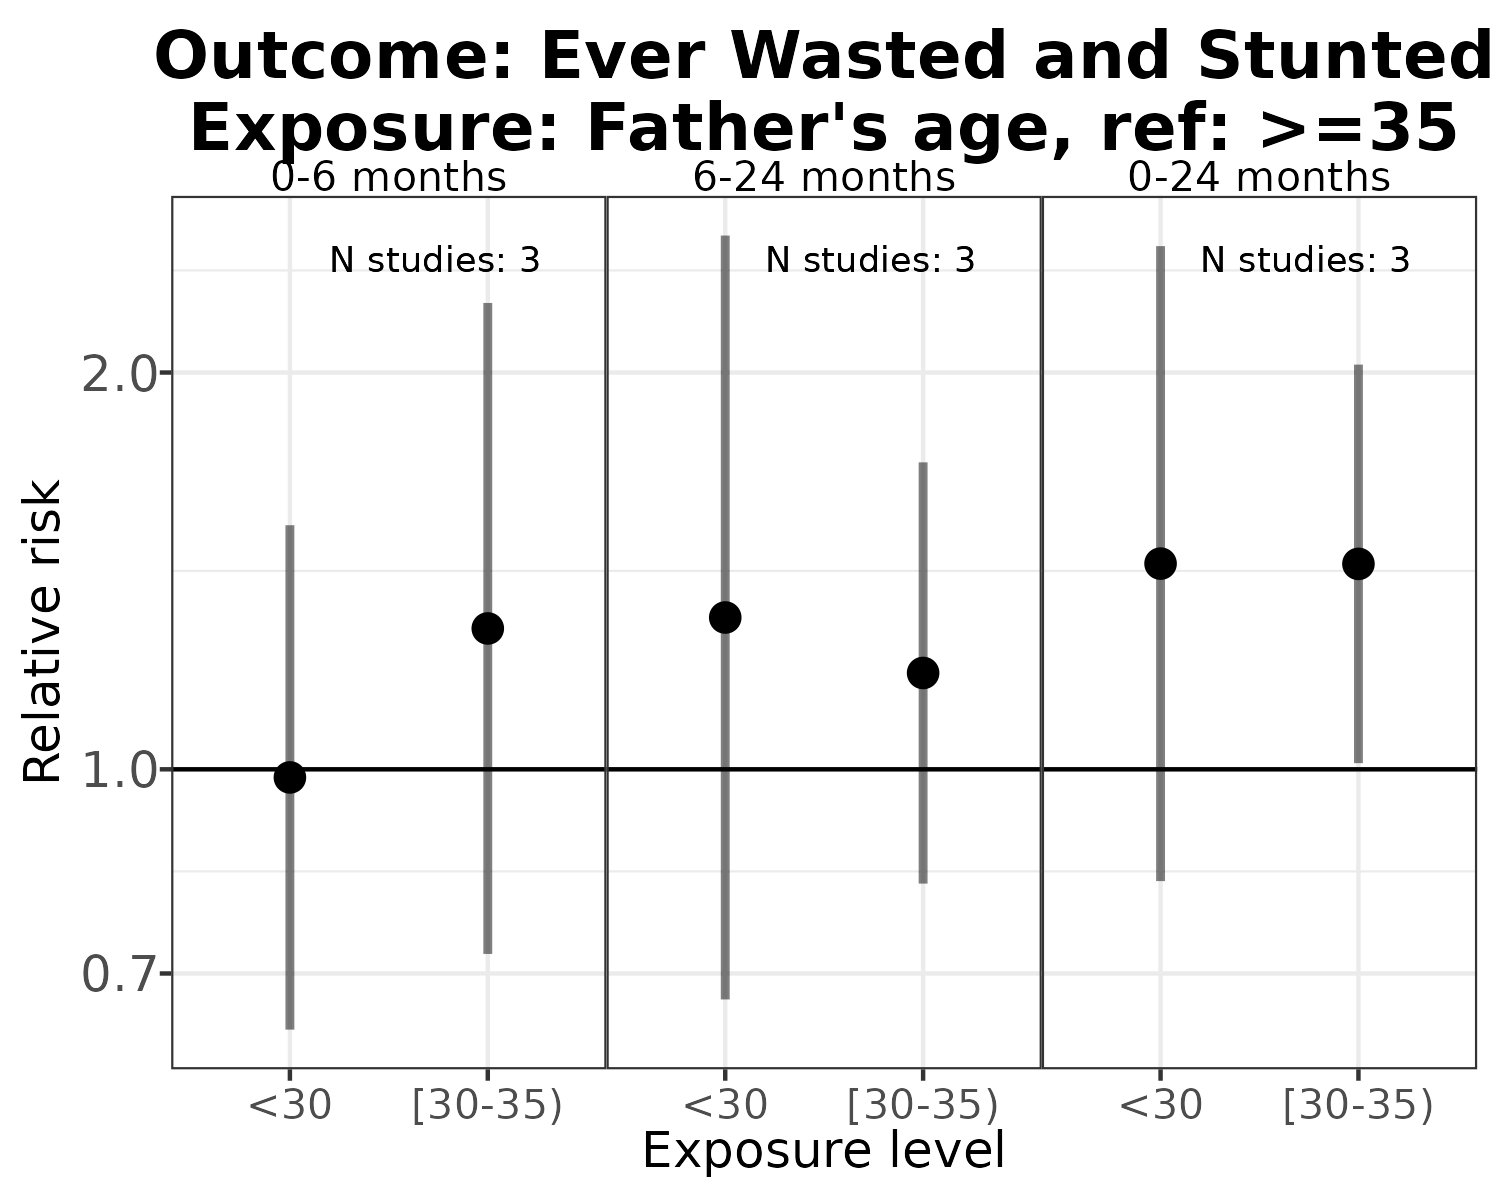 Outcome: Ever Wasted and Stunted
Exposure: Father's age, ref: >=35
0-6 months
6-24 months
0-24 months
N studies: 3
N studies: 3
N studies: 3
2.0
1.0
0.7
Relative risk
<30
[30-35)
<30
[30-35)
<30
[30-35)
Exposure level